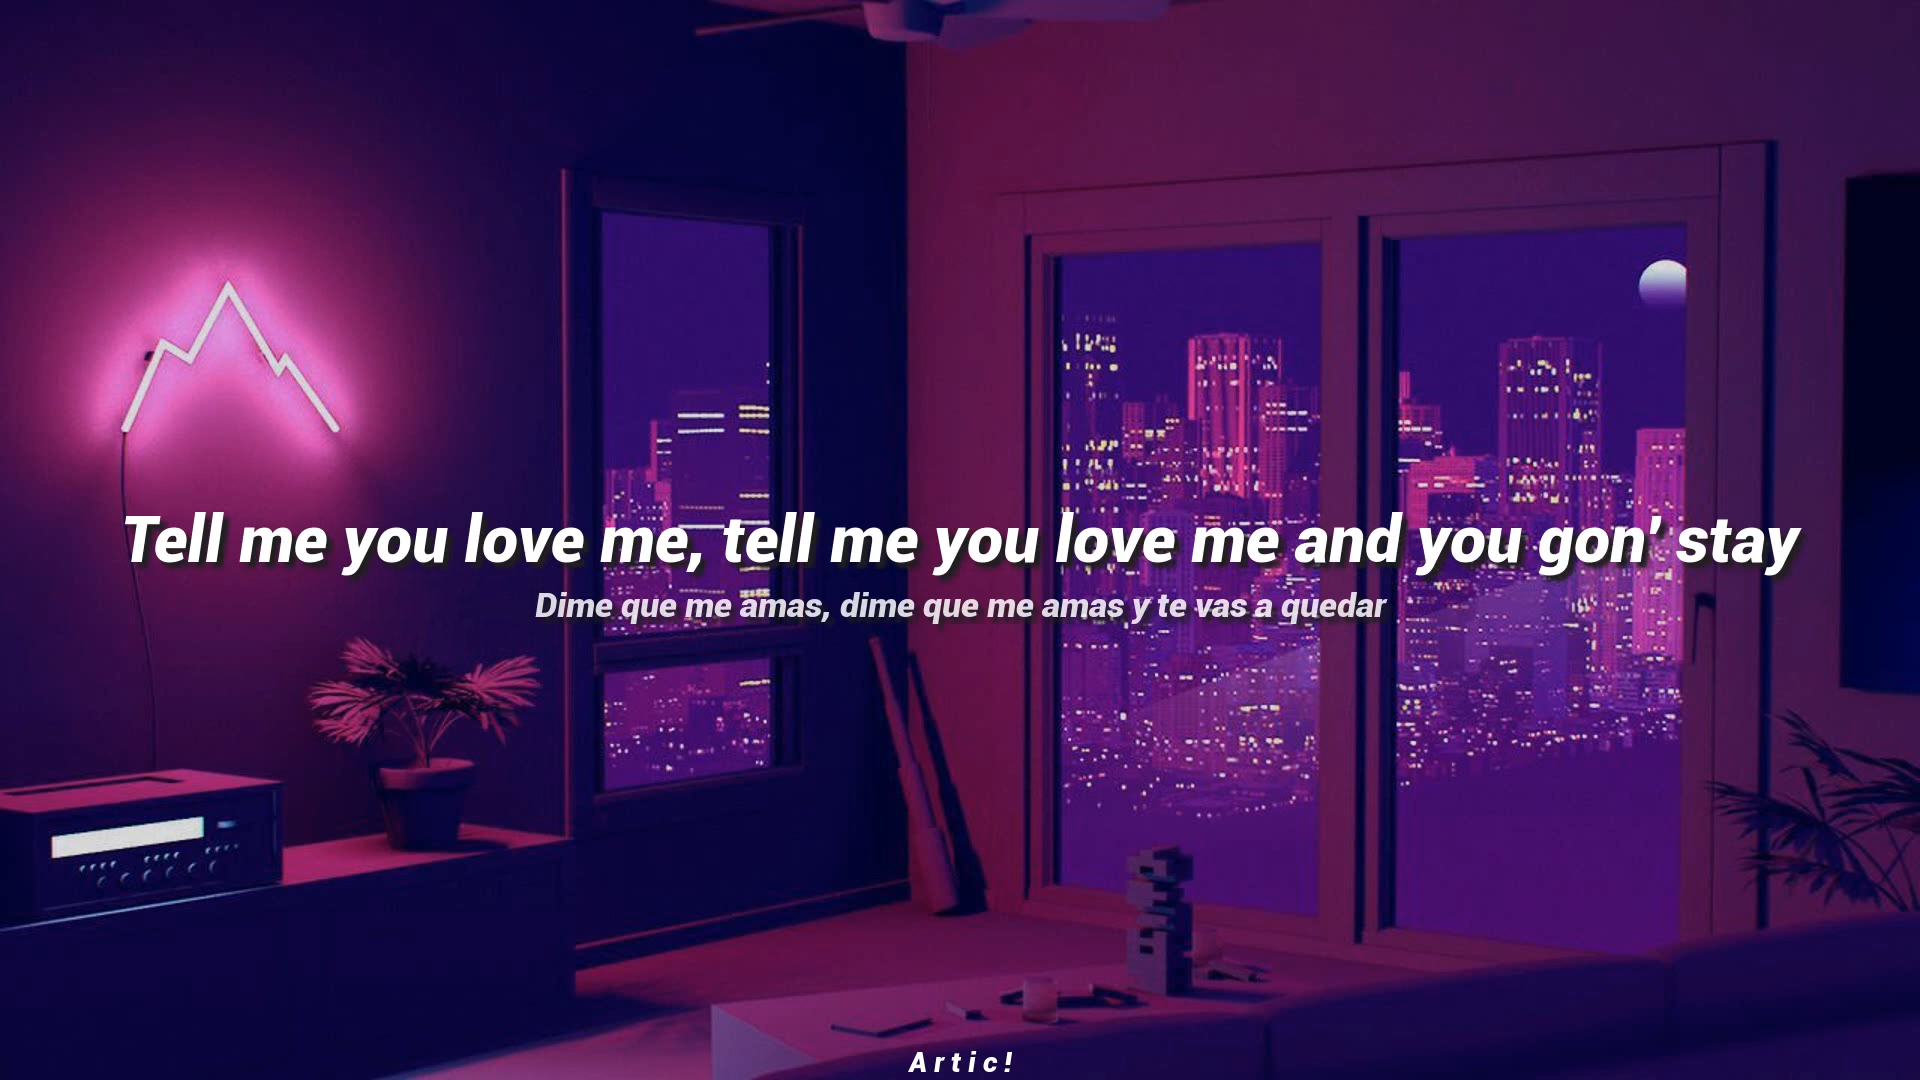 Tell me you love me, tell me you love me and you gon' stay
Dime que me amas, dime que me amas y te vas a quedar
Artic!